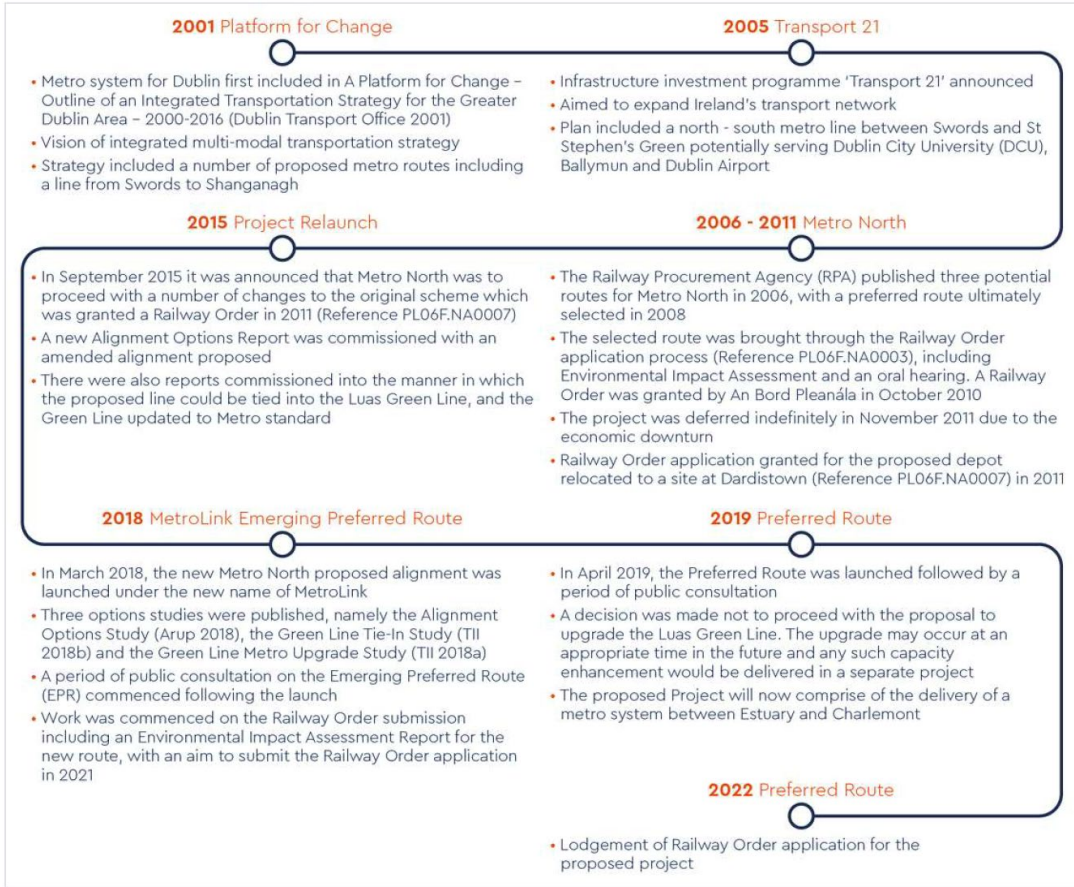 2001 Platform for Change
• Metro system for Dublin first included in A Platform for Change –
Outline of an Integrated Transportation Strategy for the Greater
Dublin Area – 2000-2016 (Dublin Transport Office 2001)
• Vision of integrated multi-modal transportation strategy
• Strategy included a number of proposed metro routes including
a line from Swords to Shanganagh
2005 Transport 21
• Infrastructure investment programme ‘Transport 21’ announced
• Aimed to expand Ireland’s transport network
• Plan included a north - south metro line between Swords and St
Stephen’s Green potentially serving Dublin City University (DCU),
Ballymun and Dublin Airport
2006 - 2011 Metro North
• The Railway Procurement Agency (RPA) published three potential
routes for Metro North in 2006, with a preferred route ultimately
selected in 2008
• The selected route was brought through the Railway Order
application process (Reference PL06F.NA0003), including
Environmental Impact Assessment and an oral hearing. A Railway
Order was granted by An Bord Pleanála in October 2010
• The project was deferred indefinitely in November 2011 due to the
economic downturn
• Railway Order application granted for the proposed depot
relocated to a site at Dardistown (Reference PL06F.NA0007) in 2011
2015 Project Relaunch
• In September 2015 it was announced that Metro North was to
proceed with a number of changes to the original scheme which
was granted a Railway Order in 2011 (Reference PL06F.NA0007)
• A new Alignment Options Report was commissioned with an
amended alignment proposed
• There were also reports commissioned into the manner in which
the proposed line could be tied into the Luas Green Line, and the
Green Line updated to Metro standard
2018 MetroLink Emerging Preferred Route
• In March 2018, the new Metro North proposed alignment was
launched under the new name of MetroLink
• Three options studies were published, namely the Alignment
Options Study (Arup 2018), the Green Line Tie-In Study (TII
2018b) and the Green Line Metro Upgrade Study (TII 2018a)
• A period of public consultation on the Emerging Preferred Route
(EPR) commenced following the launch
• Work was commenced on the Railway Order submission
including an Environmental Impact Assessment Report for the
new route, with an aim to submit the Railway Order application
in 2021
2019 Preferred Route
• In April 2019, the Preferred Route was launched followed by a
period of public consultation
• A decision was made not to proceed with the proposal to
upgrade the Luas Green Line. The upgrade may occur at an
appropriate time in the future and any such capacity
enhancement would be delivered in a separate project
• The proposed Project will now comprise of the delivery of a
metro system between Estuary and Charlemont
2022 Preferred Route
• Lodgement of Railway Order application for the
proposed project